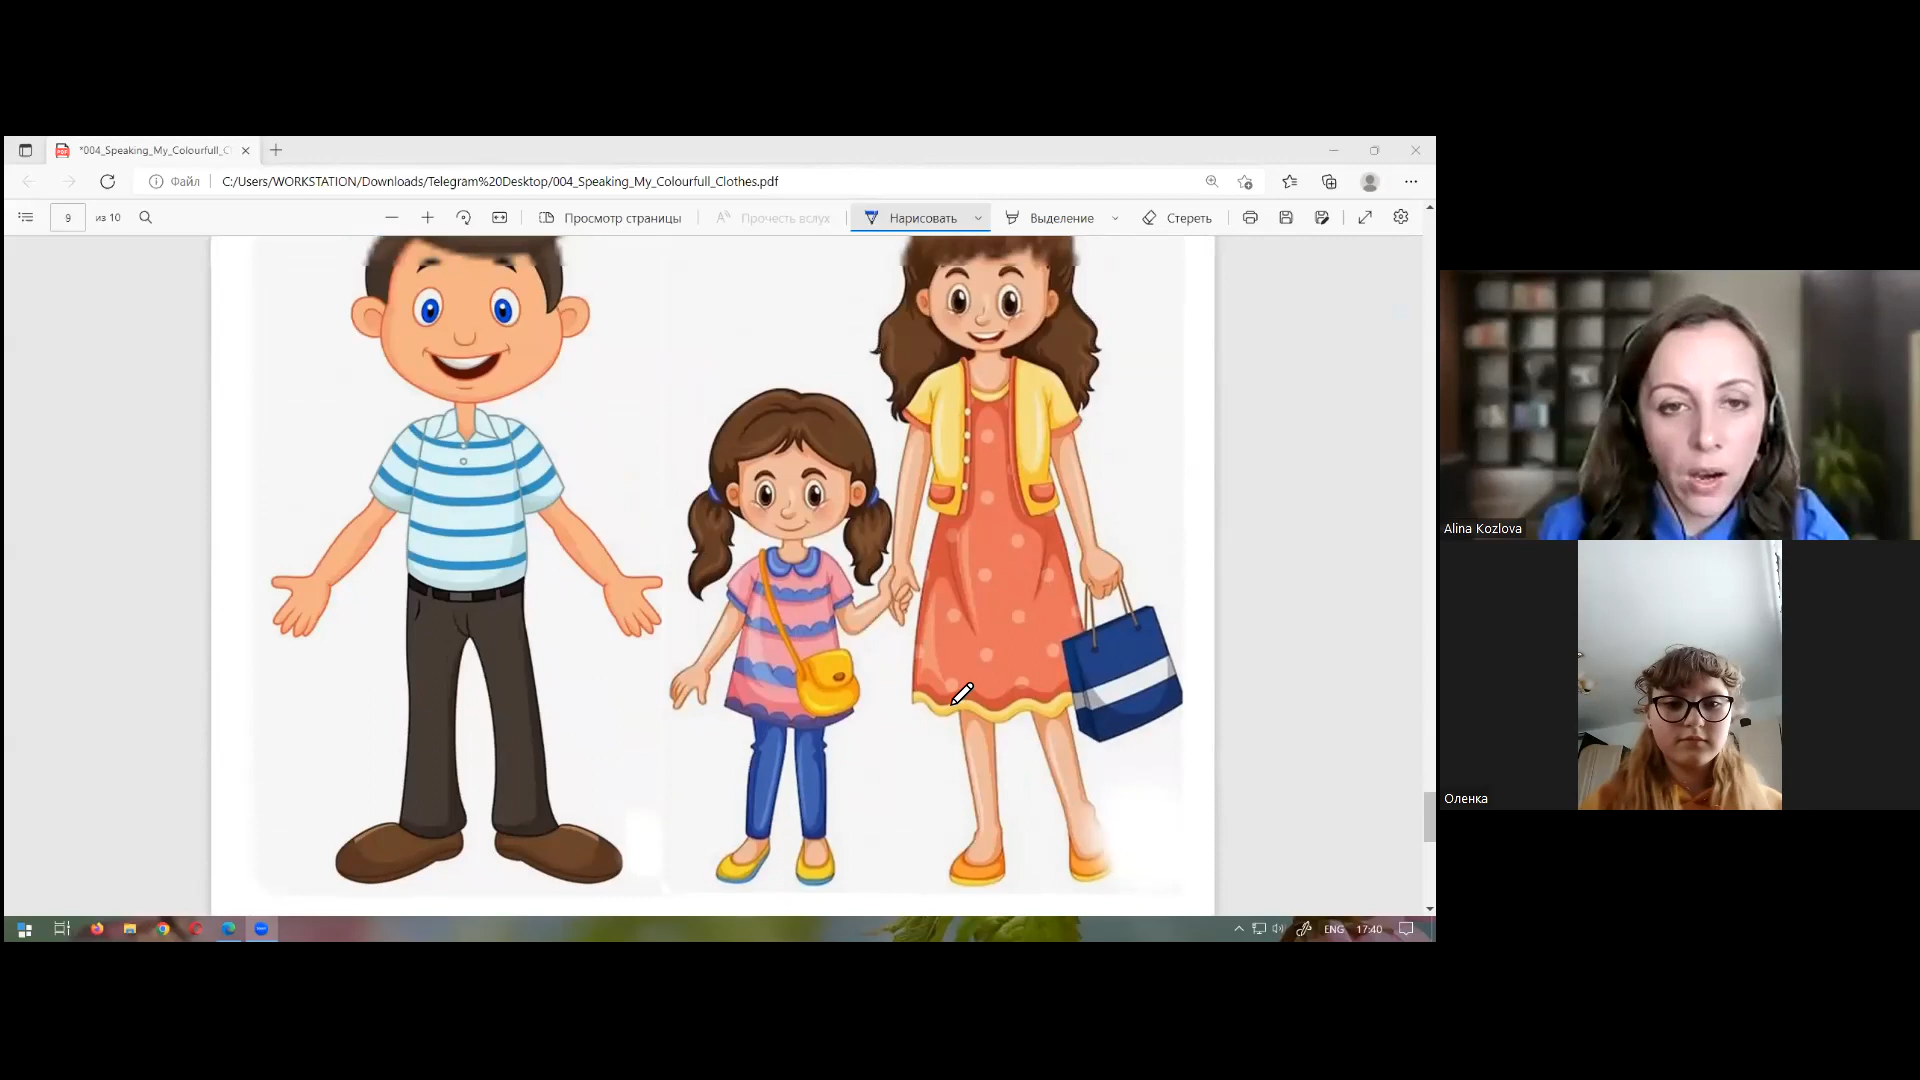 *004_Speaking_My_Colourfull_C
Файл
C:/Users/WORKSTATION/Downloads/Telegram%20Desktop/004_Speaking_My_Colourfull_Clothes.pdf
9 из 10
Просмотр страницы
Прочесть вслух
Нарисовать
Выделение
Стереть
Alina Kozlova
Оленка
ENG 17:40